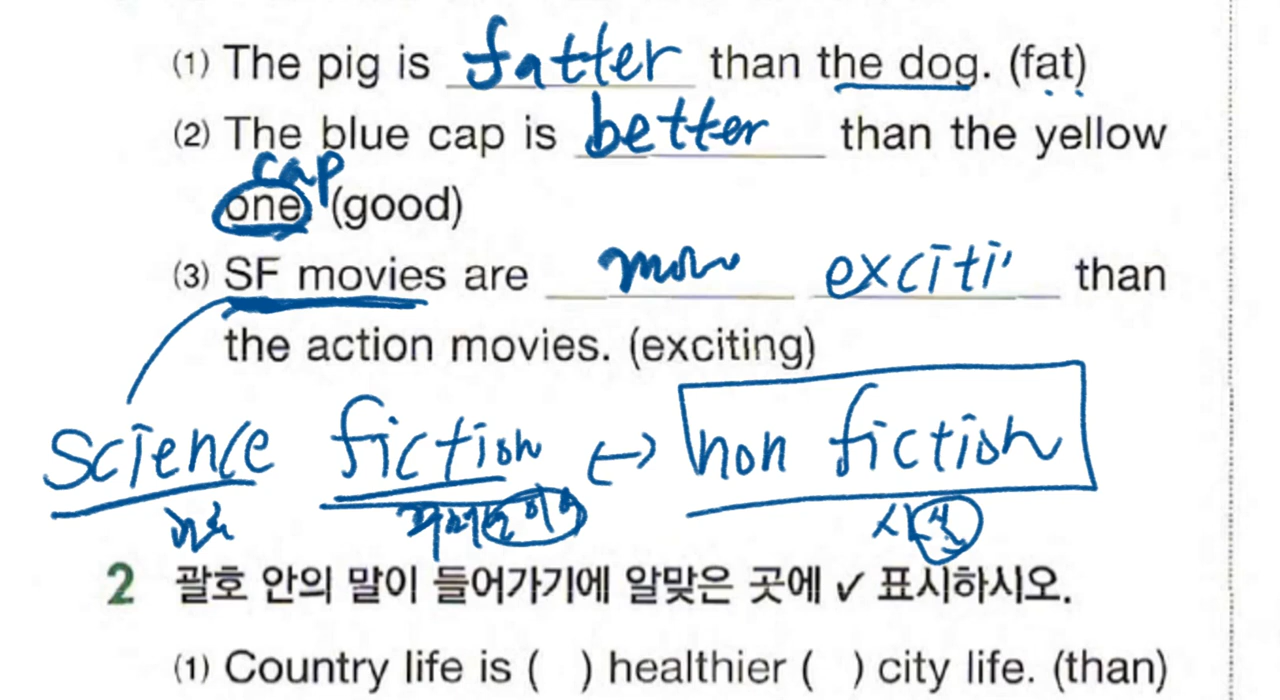 (1) The pig is fatter than the dog. (fat)
(2) The blue cap is better than the yellow
cap
one (good)
(3) SF movies are more exciti than
the action movies. (exciting)
Science fiction ↔ non fiction
2 괄호 안의 말이 들어가기에 알맞은 곳에 ✓ 표시하시오.
(1) Country life is ( ) healthier ( ) city life. (than)